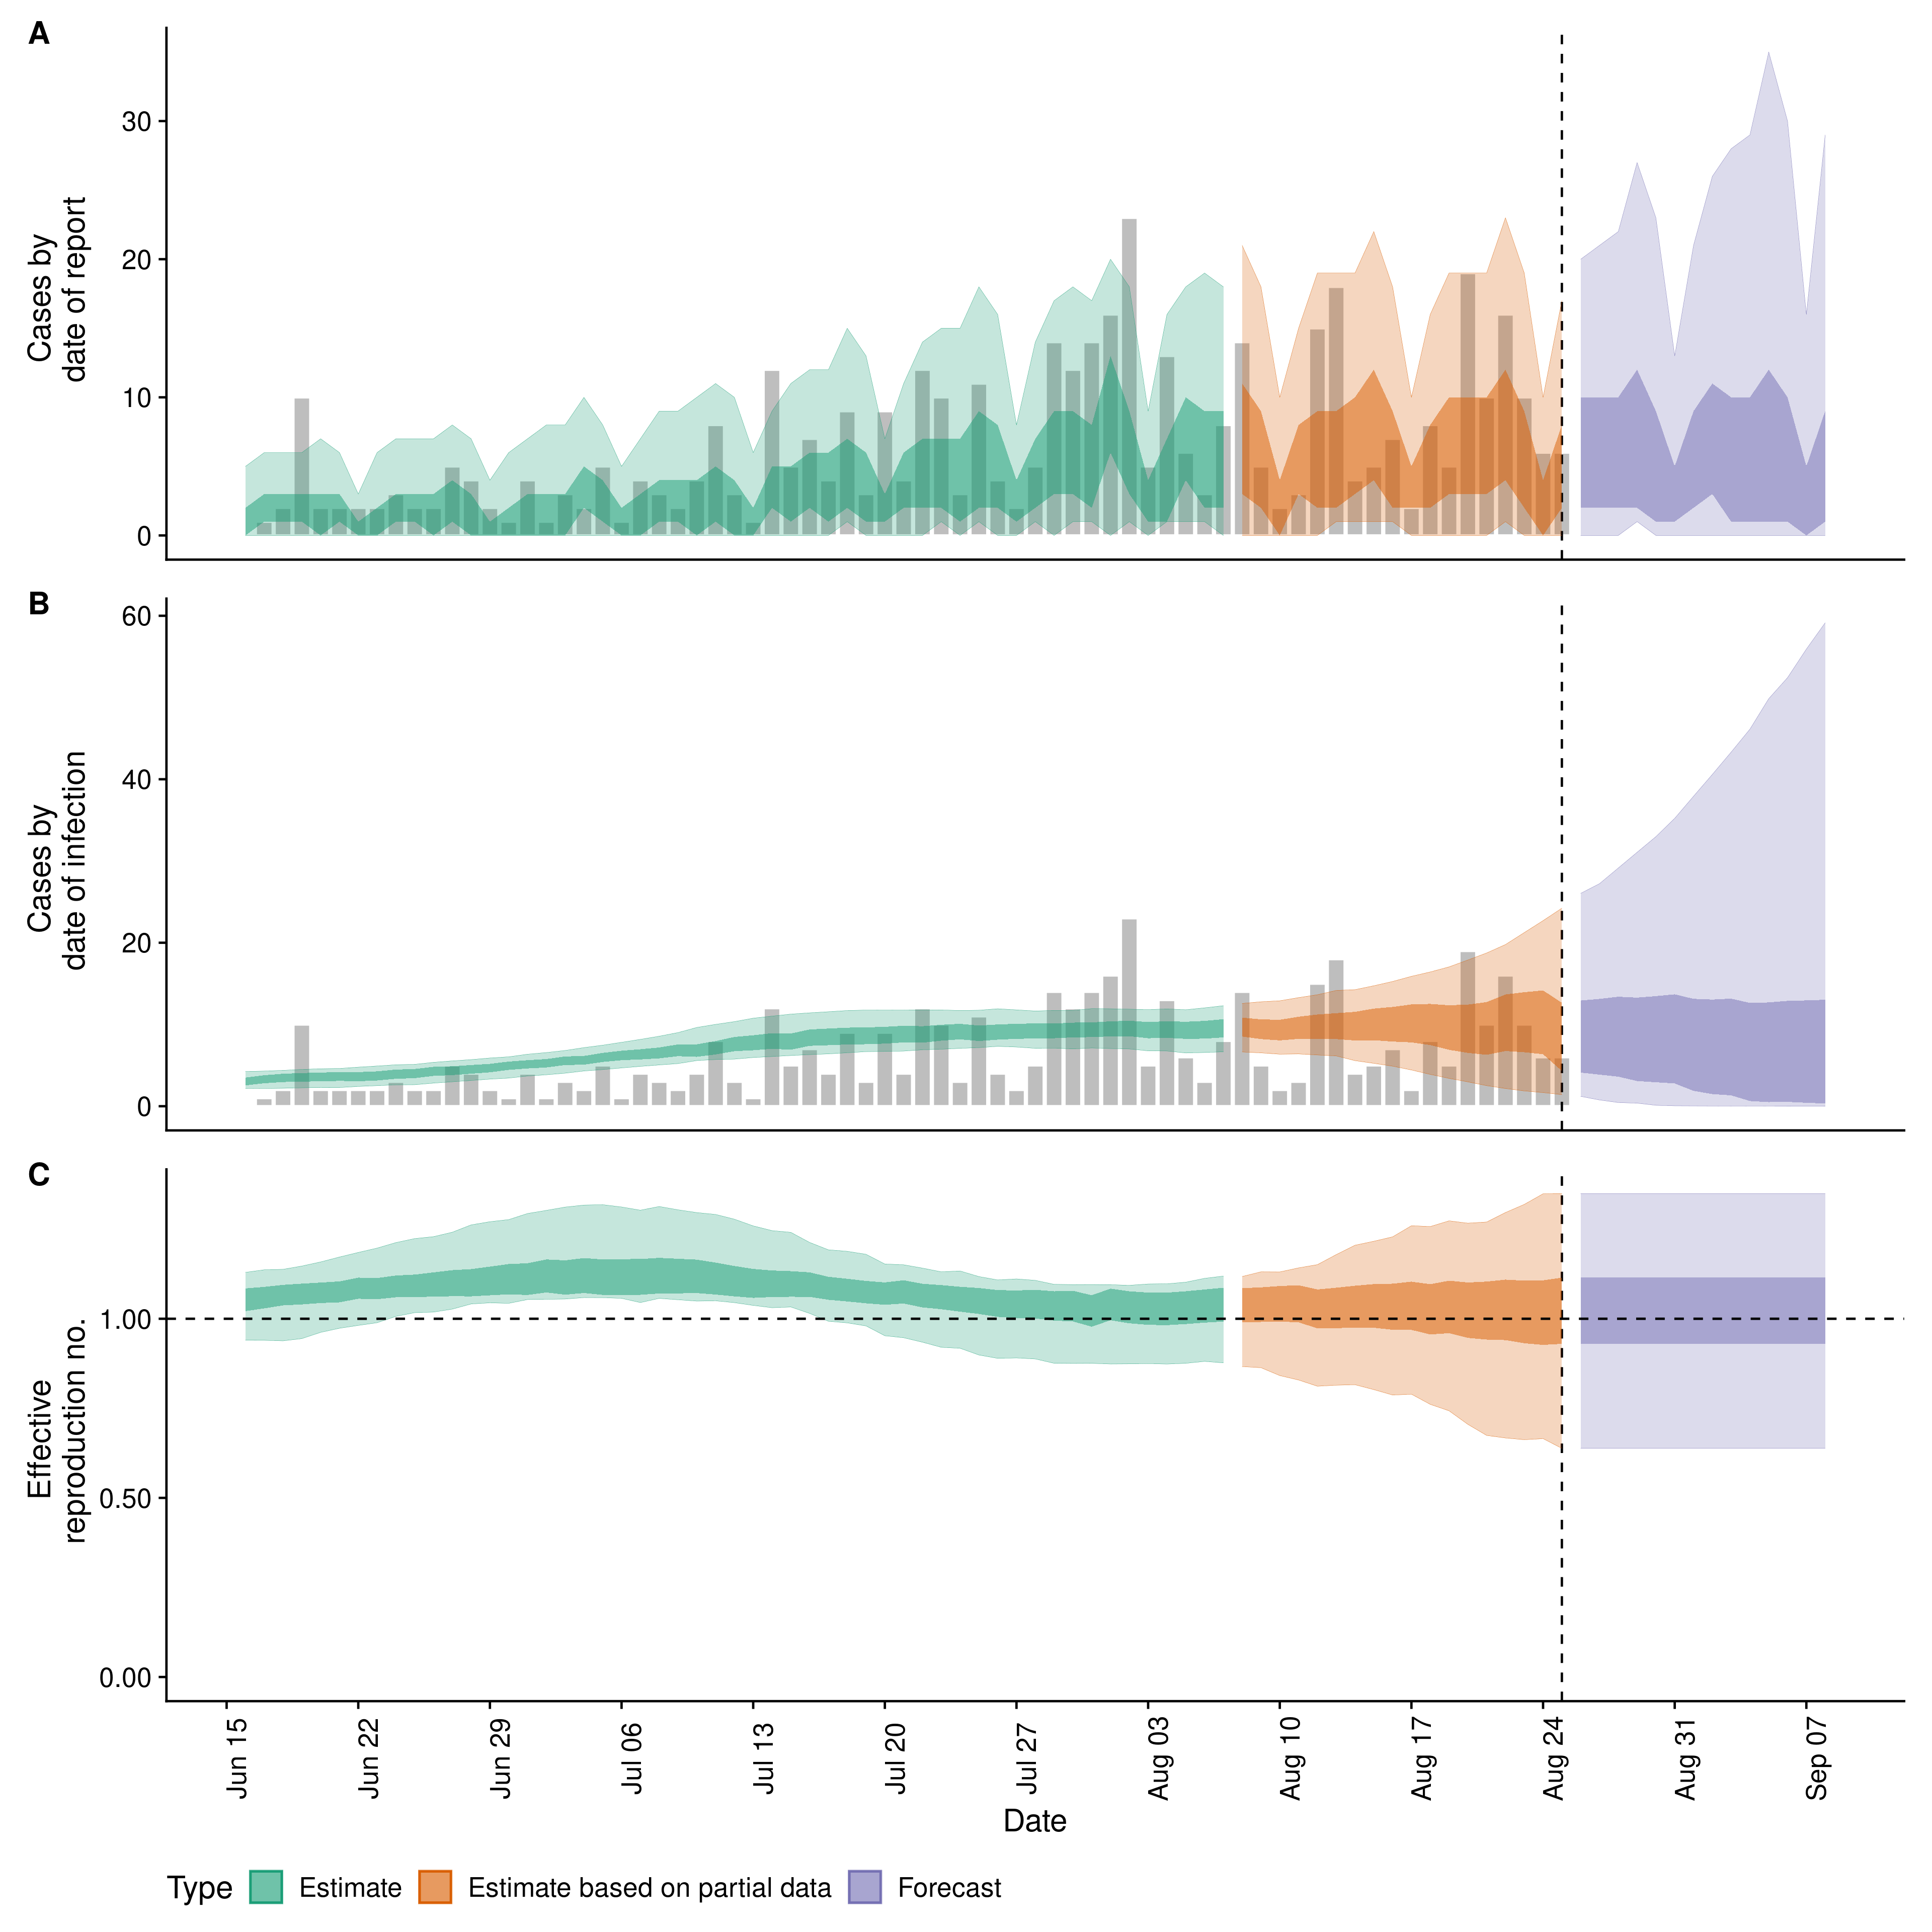 A
Cases by
date of report
30
20
10
0
B
Cases by
date of infection
60
40
20
0
C
Effective
reproduction no.
1.00
0.50
0.00
Jun 15
Jun 22
Jun 29
Jul 06
Jul 13
Jul 20
Jul 27
Aug 03
Aug 10
Aug 17
Aug 24
Aug 31
Sep 07
Date
Type Estimate Estimate based on partial data Forecast